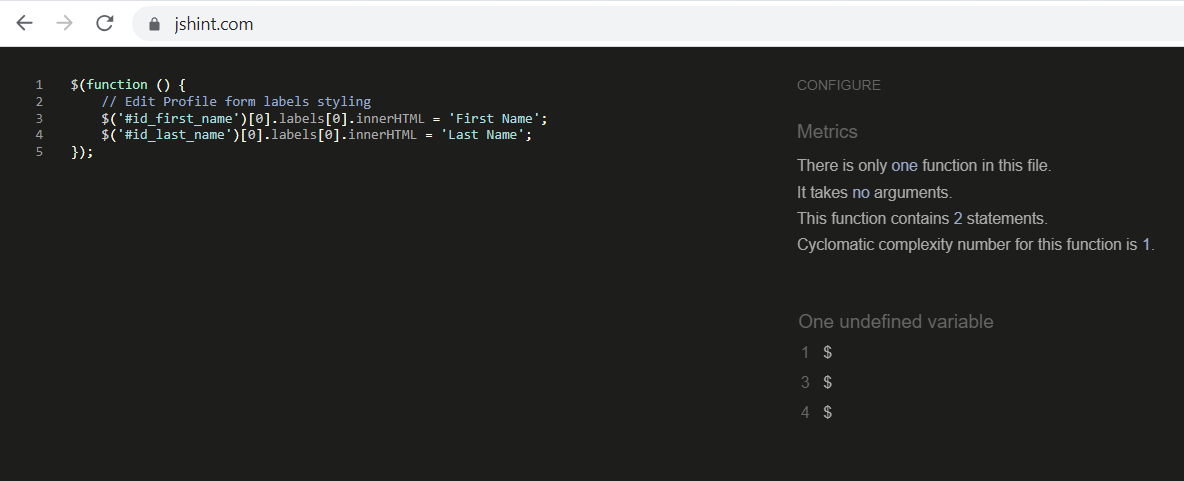 jshint.com
1 $(function () {
2 // Edit Profile form labels styling
3 $('#id_first_name')[0].labels[0].innerHTML = 'First Name';
4 $('#id_last_name')[0].labels[0].innerHTML = 'Last Name';
5 });
CONFIGURE
Metrics
There is only one function in this file.
It takes no arguments.
This function contains 2 statements.
Cyclomatic complexity number for this function is 1.
One undefined variable
1 $
3 $
4 $